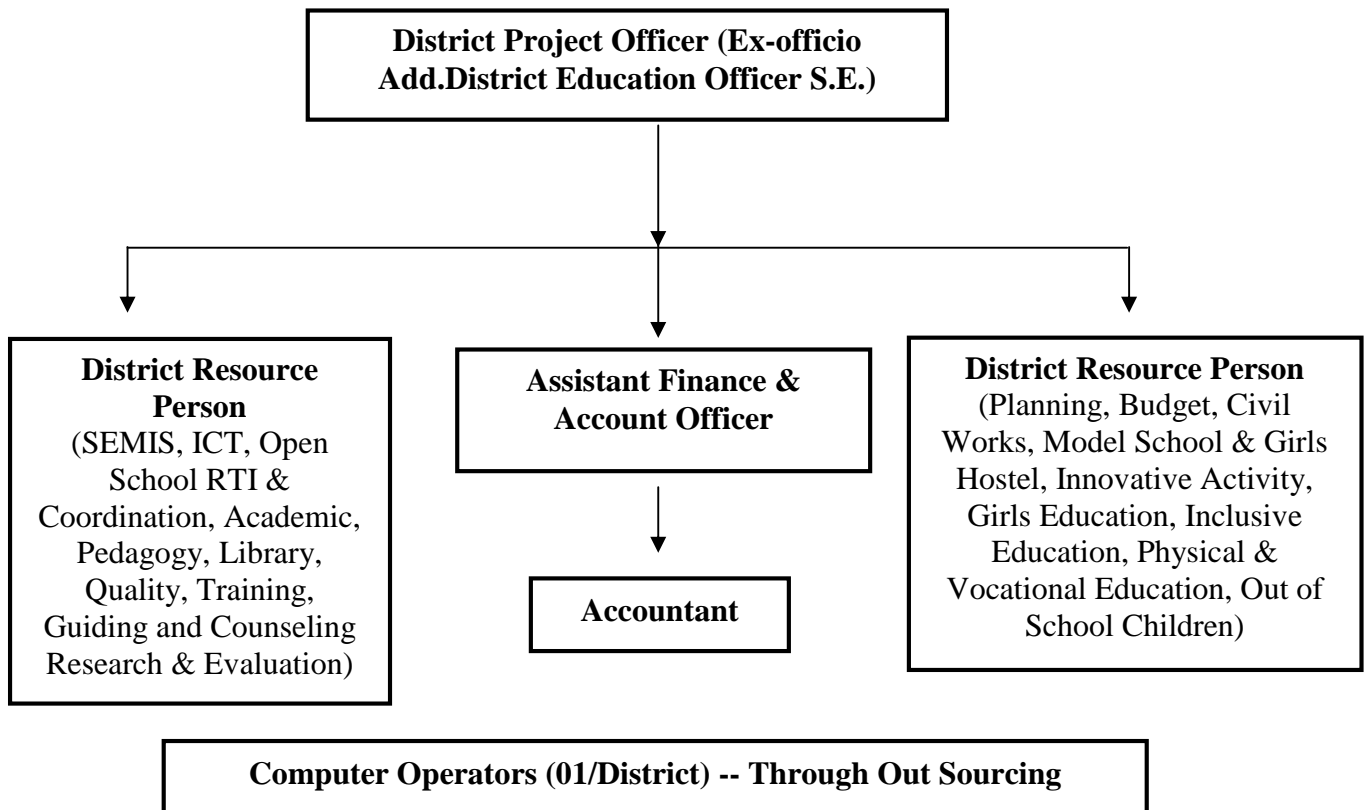 District Project Officer (Ex-officio
Add.District Education Officer S.E.)
District Resource
Person
(SEMIS, ICT, Open
School RTI &
Coordination, Academic,
Pedagogy, Library,
Quality, Training,
Guiding and Counseling
Research & Evaluation)
Assistant Finance &
Account Officer
Accountant
District Resource Person
(Planning, Budget, Civil
Works, Model School & Girls
Hostel, Innovative Activity,
Girls Education, Inclusive
Education, Physical &
Vocational Education, Out of
School Children)
Computer Operators (01/District) -- Through Out Sourcing